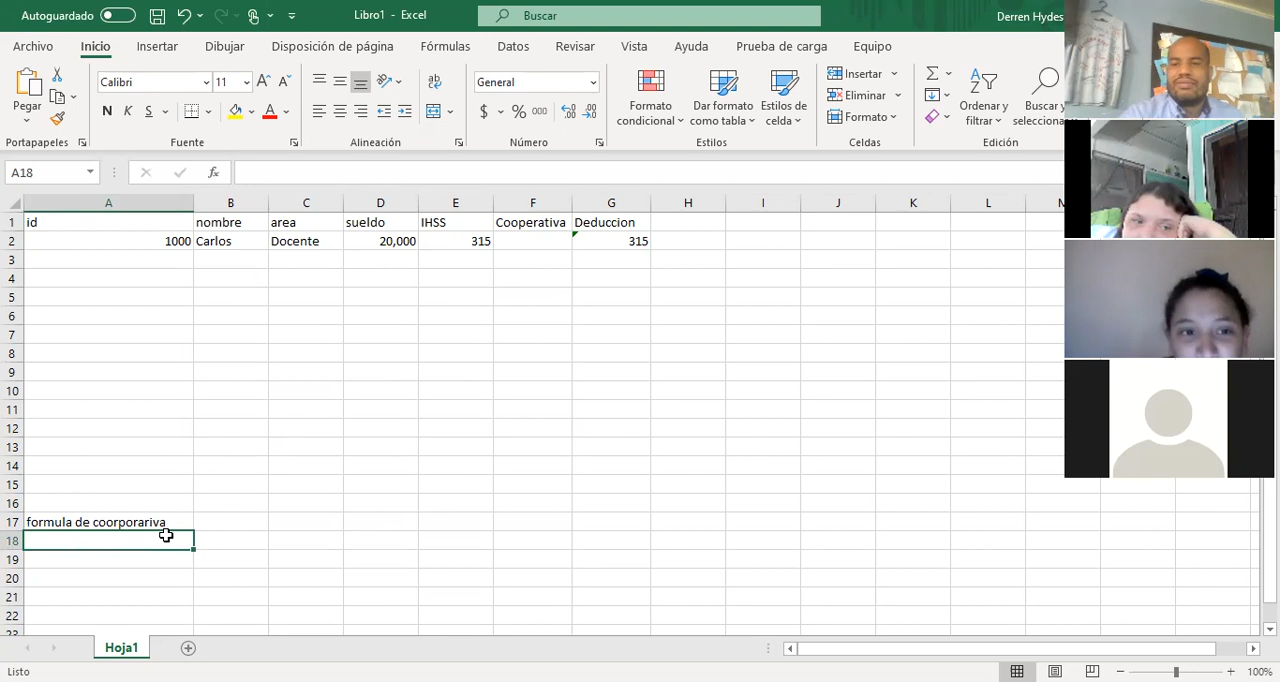 Autoguardado Libro1 - Excel Buscar Derren Hydes
Archivo Inicio Insertar Dibujar Disposición de página Fórmulas Datos Revisar Vista Ayuda Prueba de carga Equipo
Pegar
Calibri 11
N K S
General
$ % 000
Formato condicional
Dar formato como tabla
Estilos de celda
Insertar
Eliminar
Formato
Ordenar y filtrar
Buscar y selecciona
Portapapeles Fuente Alineación Número Estilos Celdas Edición
A18 fx
A B C D E F G H I J K L M
1 id nombre area sueldo IHSS Cooperativa Deduccion
2 1000 Carlos Docente 20,000 315 315
3
4
5
6
7
8
9
10
11
12
13
14
15
16
17 formula de coorporariva
18
19
20
21
22
23
Hoja1
Listo 100%